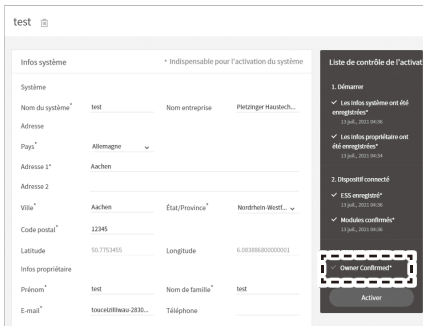 test
Infos système
* Indispensable pour l'activation du système
Système
Nom du système* test
Nom entreprise Pletzinger Haustech...
Adresse
Pays* Allemagne
Adresse 1* Aachen
Adresse 2
Ville* Aachen
État/Province* Nordrhein-Westf...
Code postal* 12345
Latitude 50.7753455
Longitude 6.083886800000001
Infos propriétaire
Prénom* test
Nom de famille* test
E-mail* touceizilliwau-2830...
Téléphone
Liste de contrôle de l'activat
1. Démarrer
Les Infos système ont été
enregistrées*
13 juil., 2021 04:36
Les Infos propriétaire ont
été enregistrées*
13 juil., 2021 04:34
2. Dispositif connecté
ESS enregistré*
13 juil., 2021 04:36
Modules confirmés*
13 juil., 2021 04:36
Owner Confirmed*
Activer